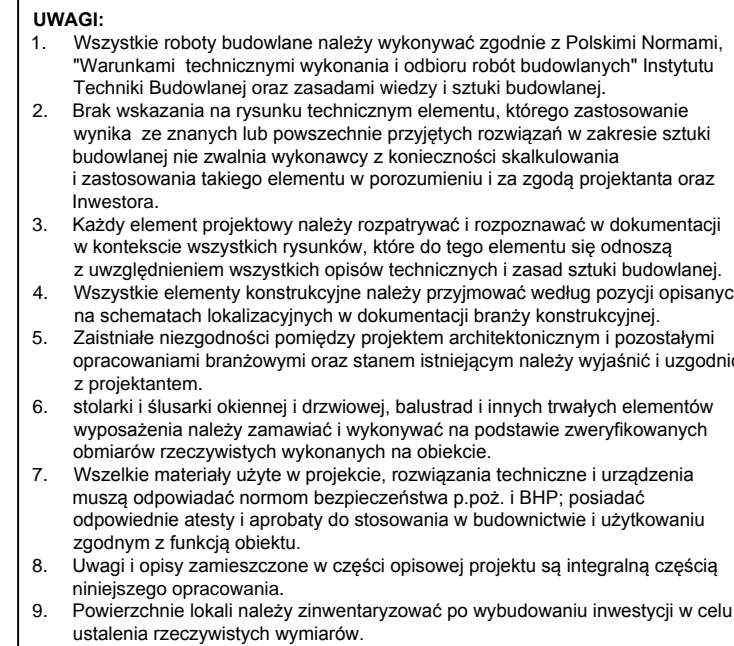 UWAGI:
1. Wszystkie roboty budowlane należy wykonywać zgodnie z Polskimi Normami,
"Warunkami technicznymi wykonania i odbioru robót budowlanych" Instytutu
Techniki Budowlanej oraz zasadami wiedzy i sztuki budowlanej.
2. Brak wskazania na rysunku technicznym elementu, którego zastosowanie
wynika ze znanych lub powszechnie przyjętych rozwiązań w zakresie sztuki
budowlanej nie zwalnia wykonawcy z konieczności skalkulowania
i zastosowania takiego elementu w porozumieniu i za zgodą projektanta oraz
Inwestora.
3. Każdy element projektowy należy rozpatrywać i rozpoznawać w dokumentacji
w kontekscie wszystkich rysunków, które do tego elementu się odnoszą
z uwzględnieniem wszystkich opisów technicznych i zasad sztuki budowlanej.
4. Wszystkie elementy konstrukcyjne należy przyjmować według pozycji opisanyc
na schematach lokalizacyjnych w dokumentacji branży konstrukcyjnej.
5. Zaistniałe niezgodności pomiędzy projektem architektonicznym i pozostałymi
opracowaniami branżowymi oraz stanem istniejącym należy wyjaśnić i uzgodnić
z projektantem.
6. stolarki i ślusarki okiennej i drzwiowej, balustrad i innych trwałych elementów
wyposażenia należy zamawiać i wykonywać na podstawie zweryfikowanych
obmiarów rzeczywistych wykonanych na obiekcie.
7. Wszelkie materiały użyte w projekcie, rozwiązania techniczne i urządzenia
muszą odpowiadać normom bezpieczeństwa p.poż. i BHP; posiadać
odpowiednie atesty i aprobaty do stosowania w budownictwie i użytkowaniu
zgodnym z funkcją obiektu.
8. Uwagi i opisy zamieszczone w części opisowej projektu są integralną częścią
niniejszego opracowania.
9. Powierzchnie lokali należy zinwentaryzować po wybudowaniu inwestycji w celu
ustalenia rzeczywistych wymiarów.